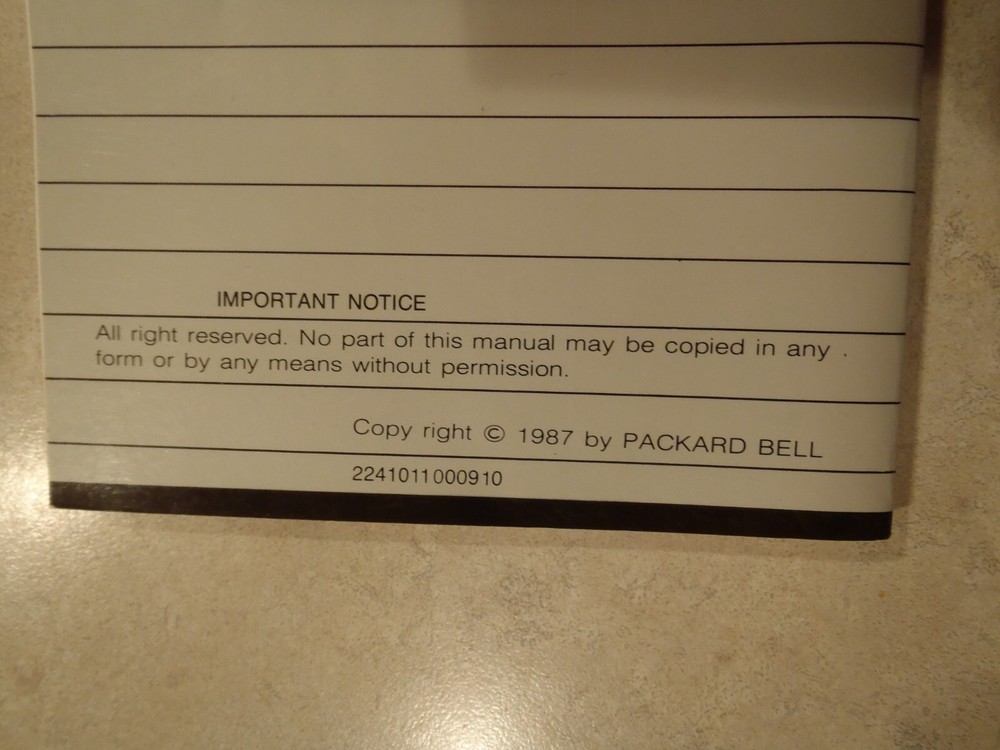 IMPORTANT NOTICE
All right reserved. No part of this manual may be copied in any .
form or by any means without permission.
Copy right © 1987 by PACKARD BELL
2241011000910